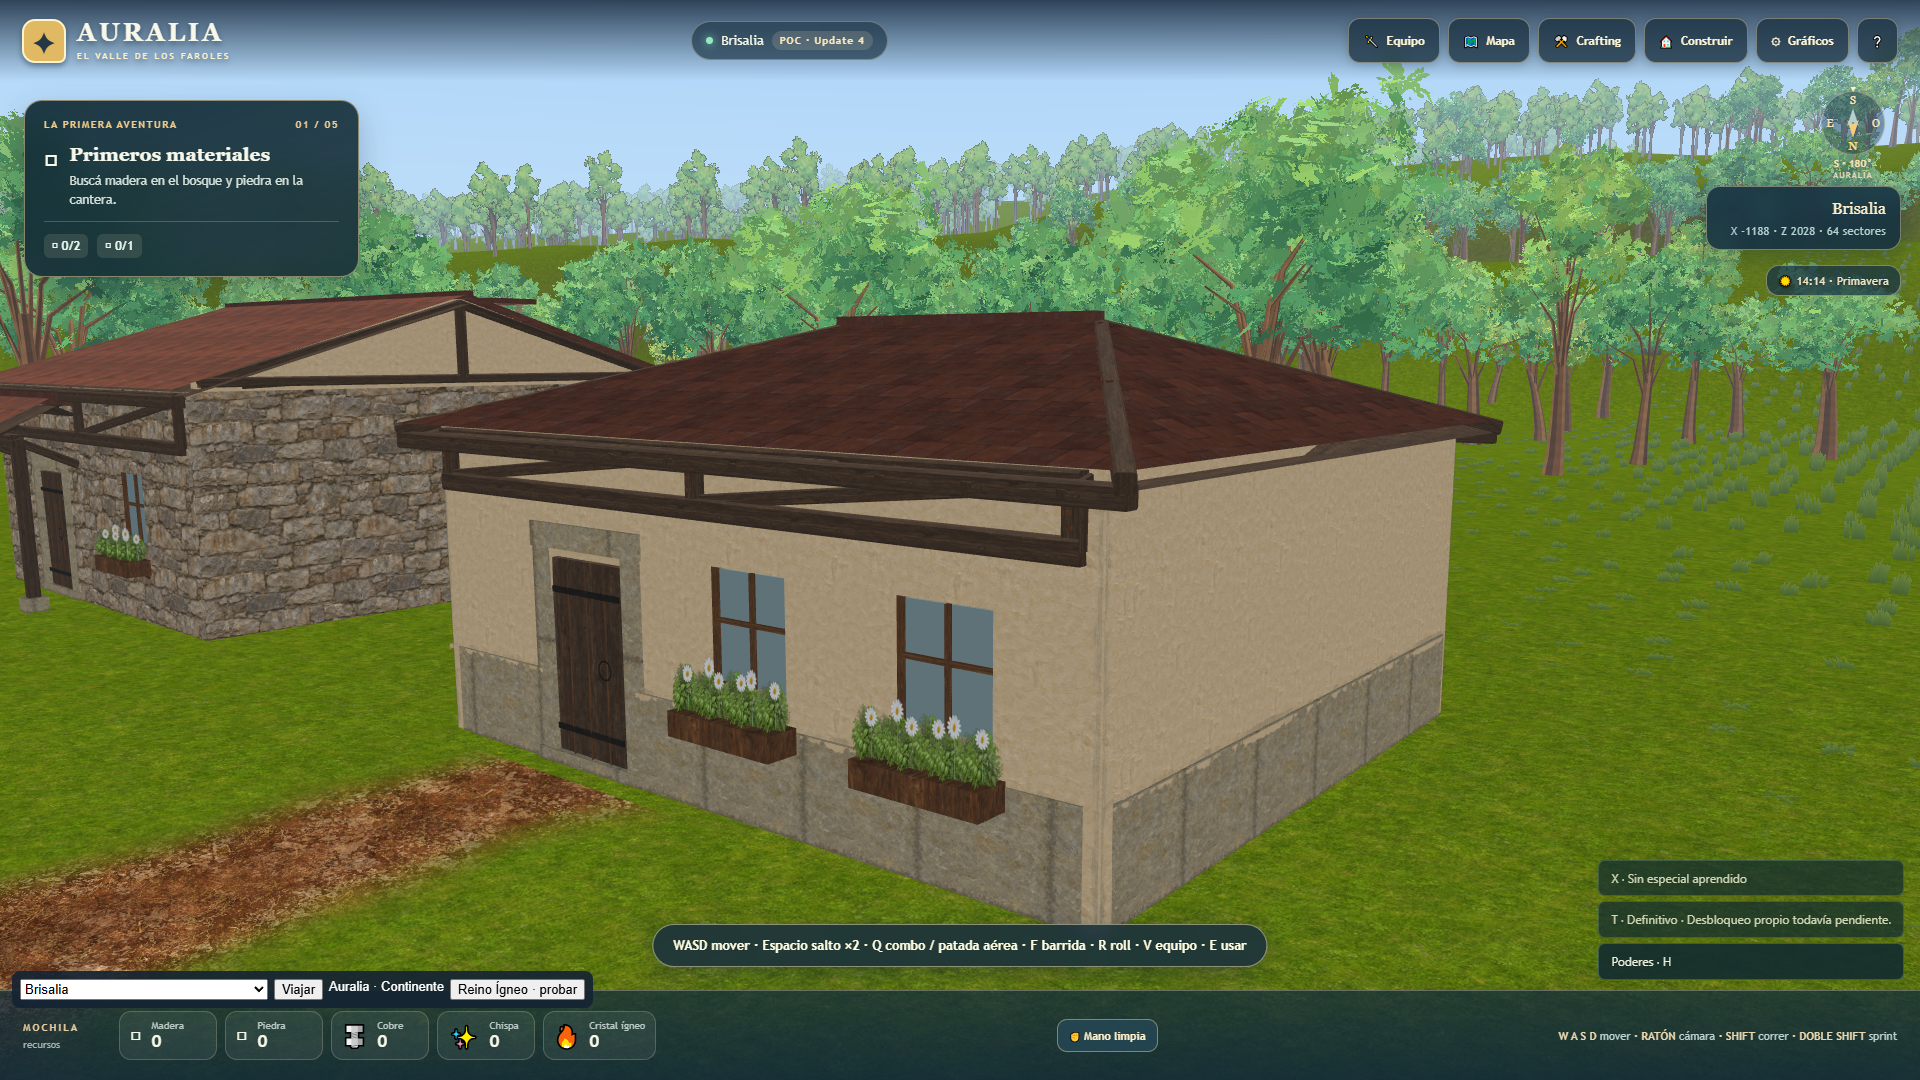 AURALIA
EL VALLE DE LOS FAROLES
Brisalia POC · Update 4
Equipo
Mapa
Crafting
Construir
Gráficos
?
LA PRIMERA AVENTURA 01 / 05
Primeros materiales
Buscá madera en el bosque y piedra en la
cantera.
0/2 0/1
S
E O
N
S · 180°
AURALIA
Brisalia
X -1188 · Z 2028 · 64 sectores
14:14 · Primavera
X · Sin especial aprendido
T · Definitivo · Desbloqueo propio todavía pendiente.
Poderes · H
WASD mover · Espacio salto ×2 · Q combo / patada aérea · F barrida · R roll · V equipo · E usar
Brisalia Viajar Auralia · Continente Reino Ígneo · probar
MOCHILA
recursos
Madera
0
Piedra
0
Cobre
0
Chispa
0
Cristal ígneo
0
Mano limpia
W A S D mover · RATÓN cámara · SHIFT correr · DOBLE SHIFT sprint